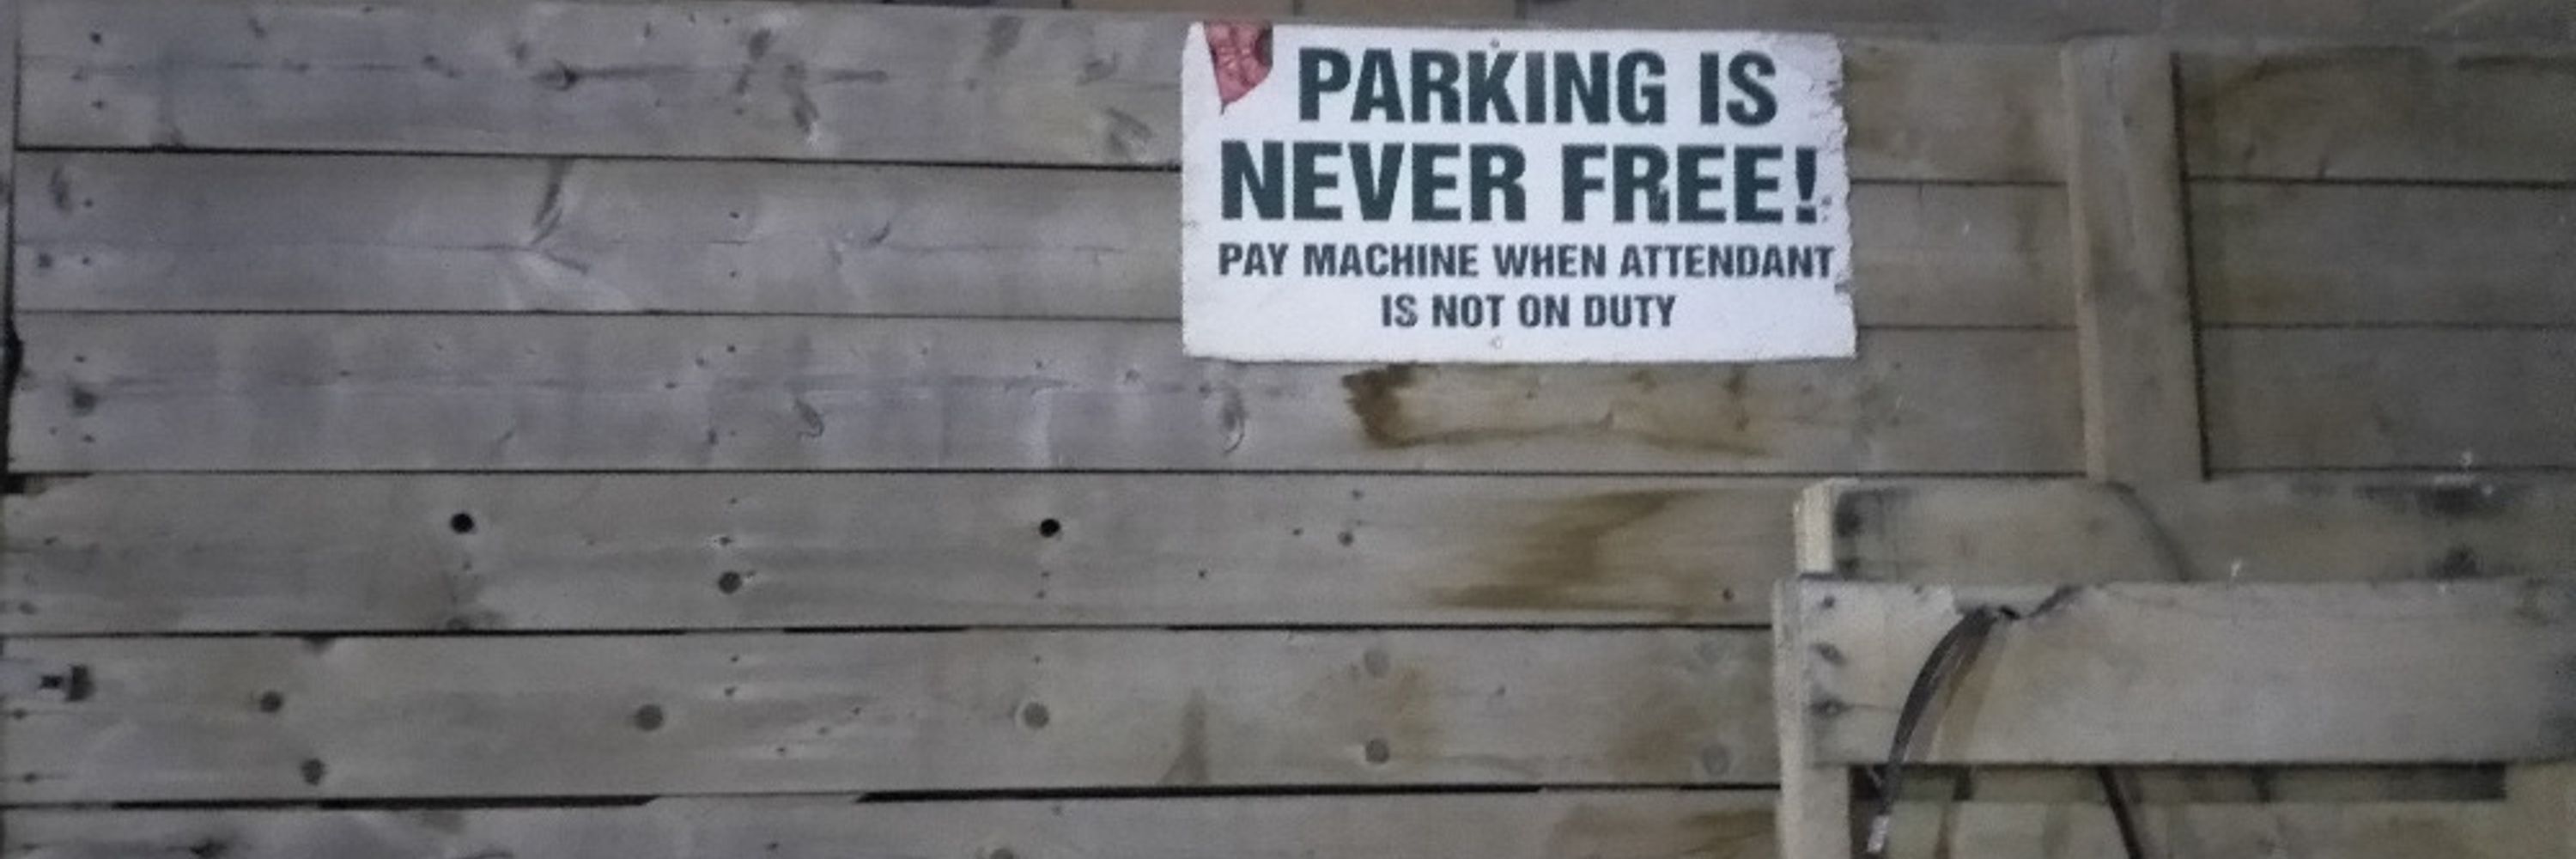 PARKING IS
NEVER FREE!
PAY MACHINE WHEN ATTENDANT
IS NOT ON DUTY